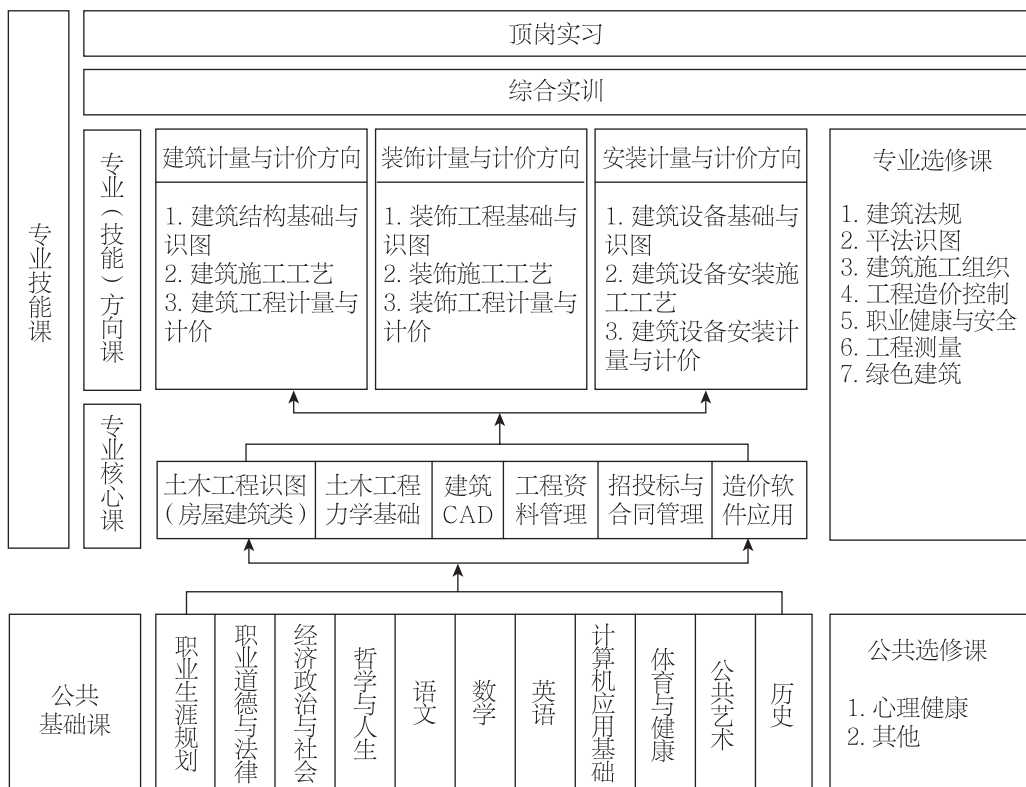 顶岗实习
综合实训
专业技能课
专业（技能）方向课
建筑计量与计价方向
1. 建筑结构基础与
识图
2. 建筑施工工艺
3. 建筑工程计量与
计价
装饰计量与计价方向
1. 装饰工程基础与
识图
2. 装饰施工工艺
3. 装饰工程计量与
计价
安装计量与计价方向
1. 建筑设备基础与
识图
2. 建筑设备安装施
工工艺
3. 建筑设备安装计
量与计价
专业选修课
1. 建筑法规
2. 平法识图
3. 建筑施工组织
4. 工程造价控制
5. 职业健康与安全
6. 工程测量
7. 绿色建筑
专业核心课
土木工程识图
（房屋建筑类）
土木工程
力学基础
建筑
CAD
工程资
料管理
招投标与
合同管理
造价软
件应用
公共
基础课
职业生涯规划
职业道德与法律
经济政治与社会
哲学与人生
语文
数学
英语
计算机应用基础
体育与健康
公共艺术
历史
公共选修课
1. 心理健康
2. 其他